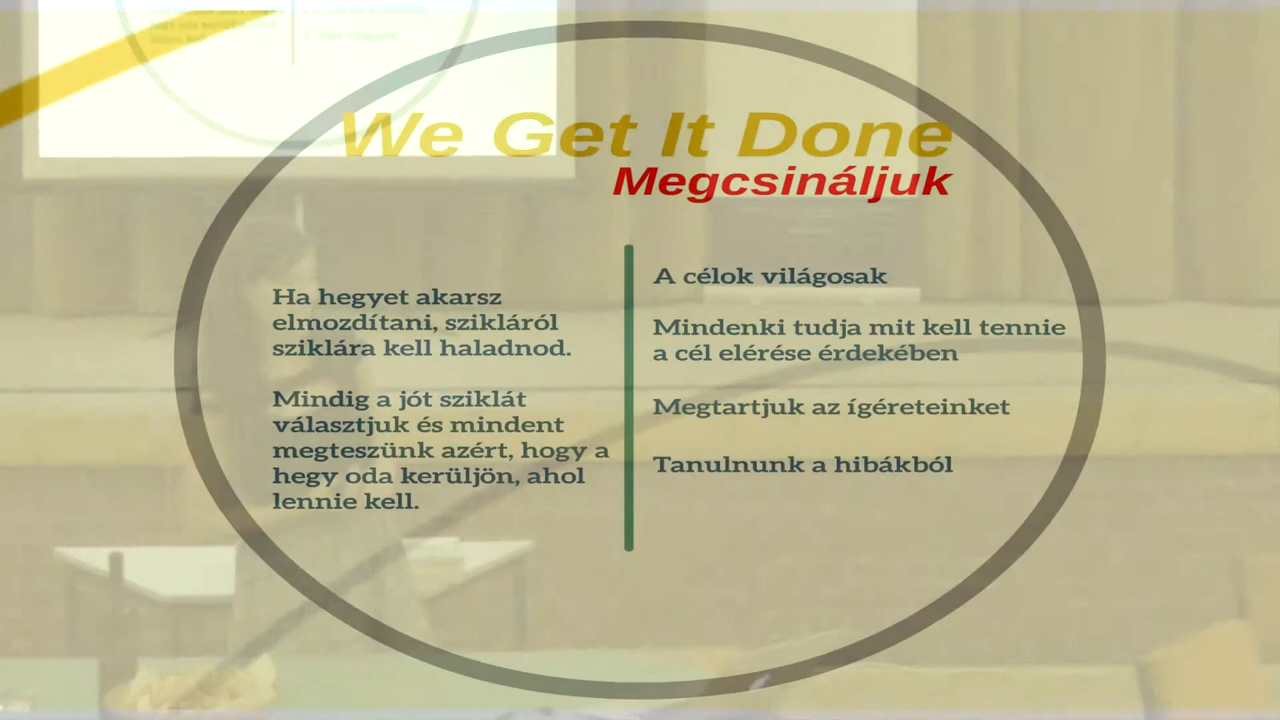 We Get It Done
Megcsináljuk
Ha hegyet akarsz
elmozdítani, szikláról
sziklára kell haladnod.
Mindig a jót sziklát
választjuk és mindent
megteszünk azért, hogy a
hegy oda kerüljön, ahol
lennie kell.
A célok világosak
Mindenki tudja mit kell tennie
a cél elérése érdekében
Megtartjuk az ígéreteinket
Tanulnunk a hibákból